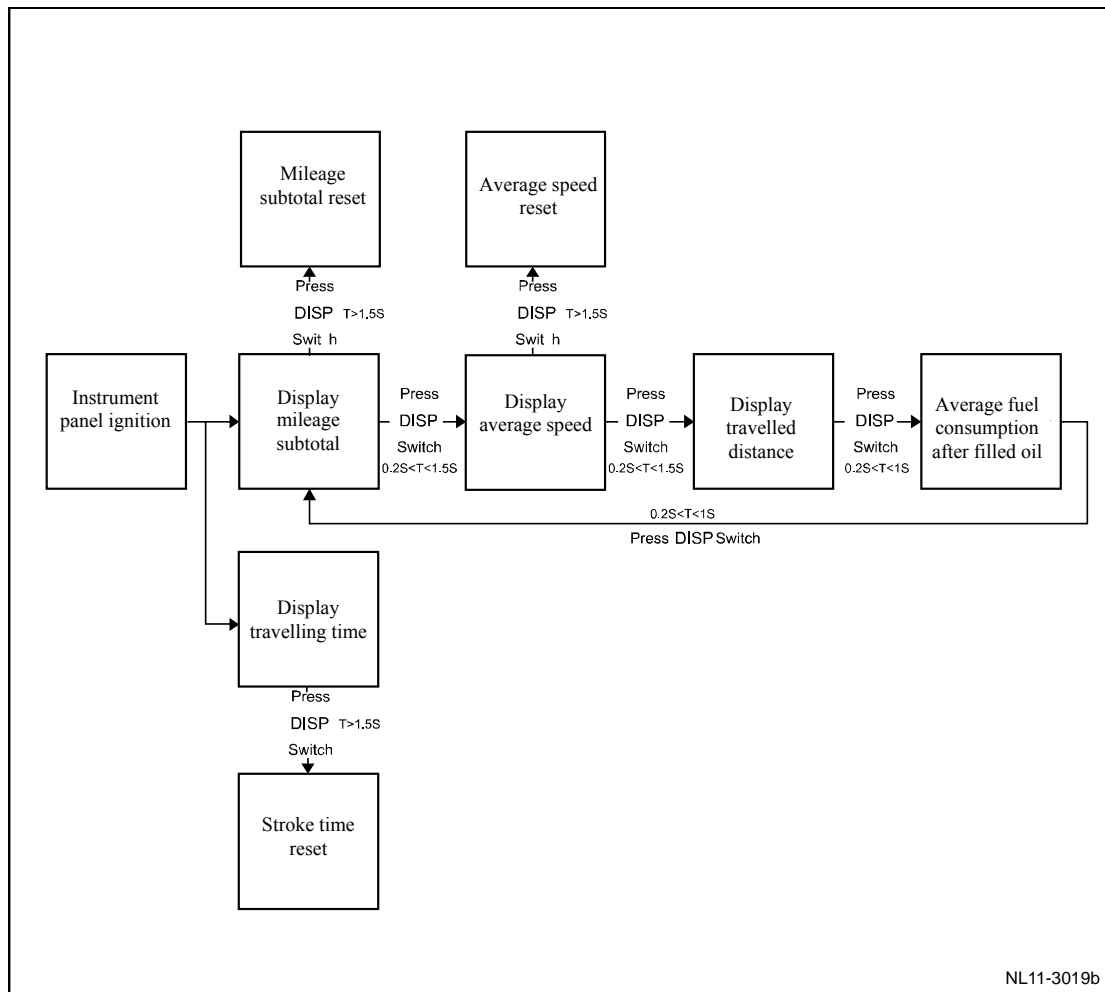 Mileage
subtotal reset
Average speed
reset
Press
DISP T>1.5S
Swit h
Press
DISP T>1.5S
Swit h
Instrument
panel ignition
Display
mileage
subtotal
Press
DISP
Switch
0.2S<T<1.5S
Display
average speed
Press
DISP
Switch
0.2S<T<1.5S
Display
travelled
distance
Press
DISP
Switch
0.2S<T<1S
Average fuel
consumption
after filled oil
0.2S<T<1S
Press DISP Switch
Display
travelling time
Press
DISP T>1.5S
Switch
Stroke time
reset
NL11-3019b